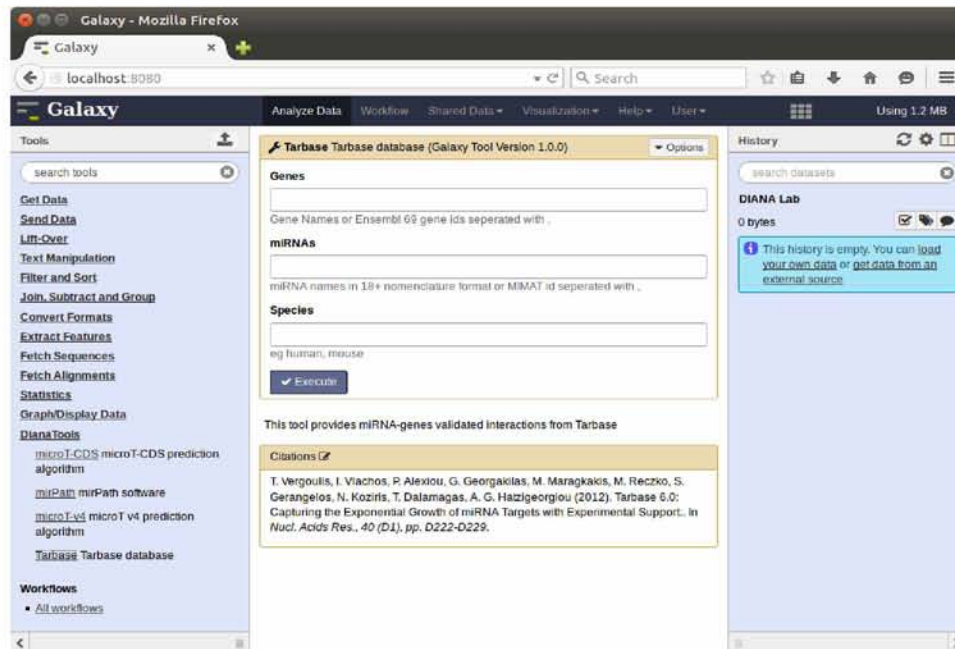 Galaxy - Mozilla Firefox
Galaxy
localhost:8080
Search
Galaxy
Analyze Data Workflow Shared Data Visualization Help User
Using 1.2 MB
Tools
search tools
Get Data
Send Data
Lift-Over
Text Manipulation
Filter and Sort
Join, Subtract and Group
Convert Formats
Extract Features
Fetch Sequences
Fetch Alignments
Statistics
Graph/Display Data
DianaTools
microT-CDS microT-CDS prediction
algorithm
mirPath mirPath software
microT-v4 microT v4 prediction
algorithm
Tarbase Tarbase database
Workflows
All workflows
Tarbase Tarbase database (Galaxy Tool Version 1.0.0)
Options
Genes
Gene Names or Ensembl 69 gene ids seperated with ,
miRNAs
miRNA names in 18+ nomenclature format or MIMAT id seperated with ,
Species
eg human, mouse
Execute
This tool provides miRNA-genes validated interactions from Tarbase
Citations
T. Vergoulis, I. Vlachos, P. Alexiou, G. Georgakilas, M. Maragkakis, M. Reczko, S.
Gerangelos, N. Koziris, T. Dalamagas, A. G. Hatzigeorgiou (2012). Tarbase 6.0:
Capturing the Exponential Growth of miRNA Targets with Experimental Support.. In
Nucl. Acids Res., 40 (D1), pp. D222-D229.
History
search datasets
DIANA Lab
0 bytes
This history is empty. You can load
your own data or get data from an
external source